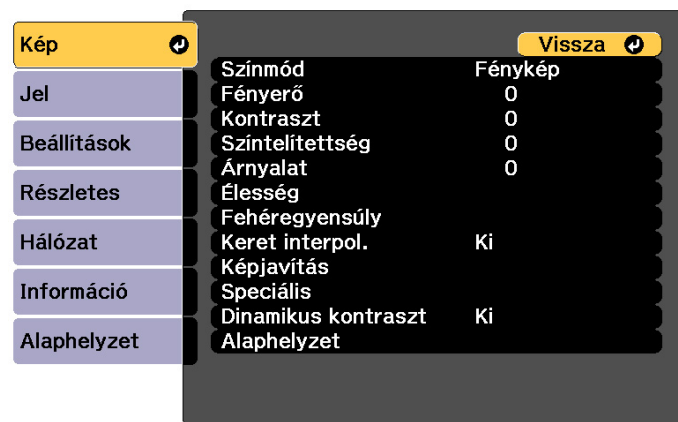 Kép
Jel
Beállítások
Részletes
Hálózat
Információ
Alaphelyzet
Vissza
Színmód Fénykép
Fényerő 0
Kontraszt 0
Színtelítettség 0
Árnyalat 0
Élesség
Fehéregyensúly
Keret interpol. Ki
Képjavítás
Speciális
Dinamikus kontraszt Ki
Alaphelyzet